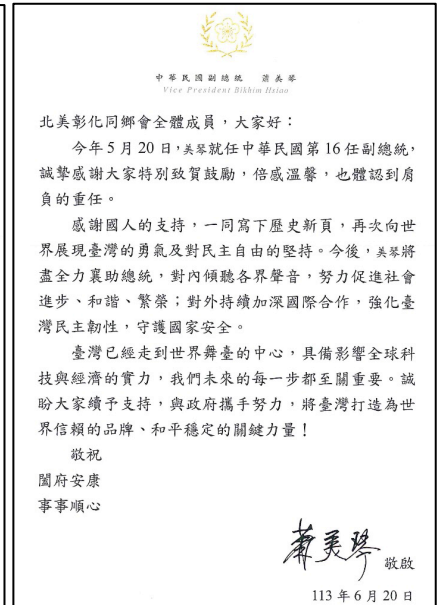 中華民國副總統 蕭美琴
Vice President Bikhim Hsiao
北美彰化同鄉會全體成員，大家好：
今年5月20日，美琴就任中華民國第16任副總統，
誠摯感謝大家特別致賀鼓勵，倍感溫馨，也體認到肩
負的重任。
感謝國人的支持，一同寫下歷史新頁，再次向世
界展現臺灣的勇氣及對民主自由的堅持。今後，美琴將
盡全力襄助總統，對內傾聽各界聲音，努力促進社會
進步、和諧、繁榮；對外持續加深國際合作，強化臺
灣民主韌性，守護國家安全。
臺灣已經走到世界舞臺的中心，具備影響全球科
技與經濟的實力，我們未來的每一步都至關重要。誠
盼大家續予支持，與政府攜手努力，將臺灣打造為世
界信賴的品牌、和平穩定的關鍵力量！
敬祝
闔府安康
事事順心
蕭美琴 敬啟
113年6月20日